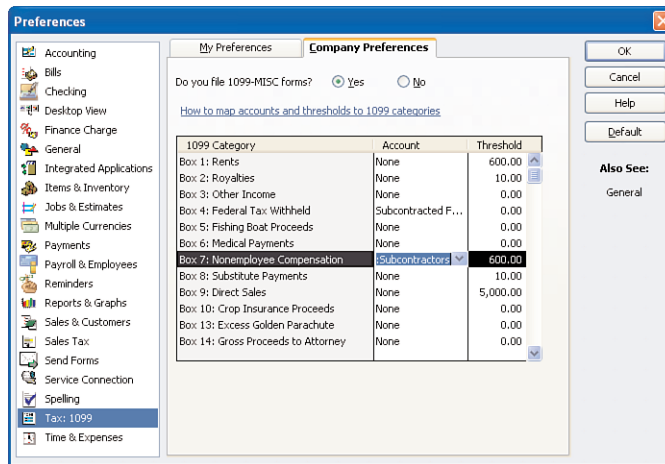 Preferences
Accounting
Bills
Checking
Desktop View
Finance Charge
General
Integrated Applications
Items & Inventory
Jobs & Estimates
Multiple Currencies
Payments
Payroll & Employees
Reminders
Reports & Graphs
Sales & Customers
Sales Tax
Send Forms
Service Connection
Spelling
Tax: 1099
Time & Expenses
My Preferences Company Preferences
Do you file 1099-MISC forms? Yes No
How to map accounts and thresholds to 1099 categories
1099 Category Account Threshold
Box 1: Rents None 600.00
Box 2: Royalties None 10.00
Box 3: Other Income None 0.00
Box 4: Federal Tax Withheld Subcontracted F... 0.00
Box 5: Fishing Boat Proceeds None 0.00
Box 6: Medical Payments None 0.00
Box 7: Nonemployee Compensation :Subcontractors 600.00
Box 8: Substitute Payments None 10.00
Box 9: Direct Sales None 5,000.00
Box 10: Crop Insurance Proceeds None 0.00
Box 13: Excess Golden Parachute None 0.00
Box 14: Gross Proceeds to Attorney None 0.00
OK
Cancel
Help
Default
Also See:
General